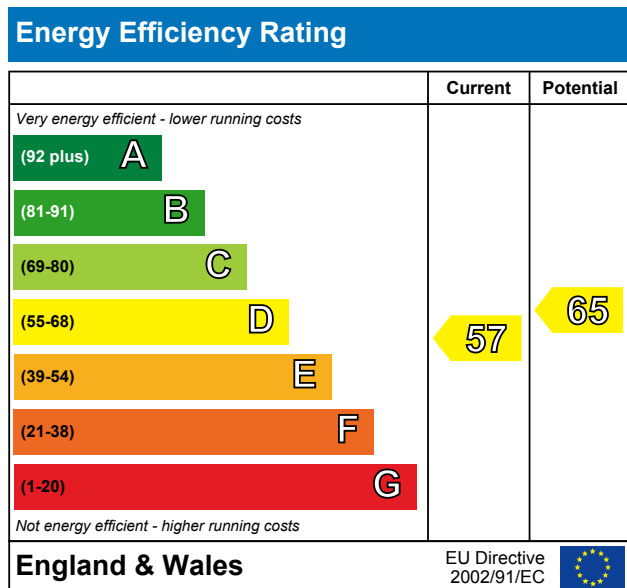 Energy Efficiency Rating
Current Potential
Very energy efficient - lower running costs
(92 plus) A
(81-91) B
(69-80) C
(55-68) D
(39-54) E
(21-38) F
(1-20) G
57
65
Not energy efficient - higher running costs
England & Wales
EU Directive
2002/91/EC